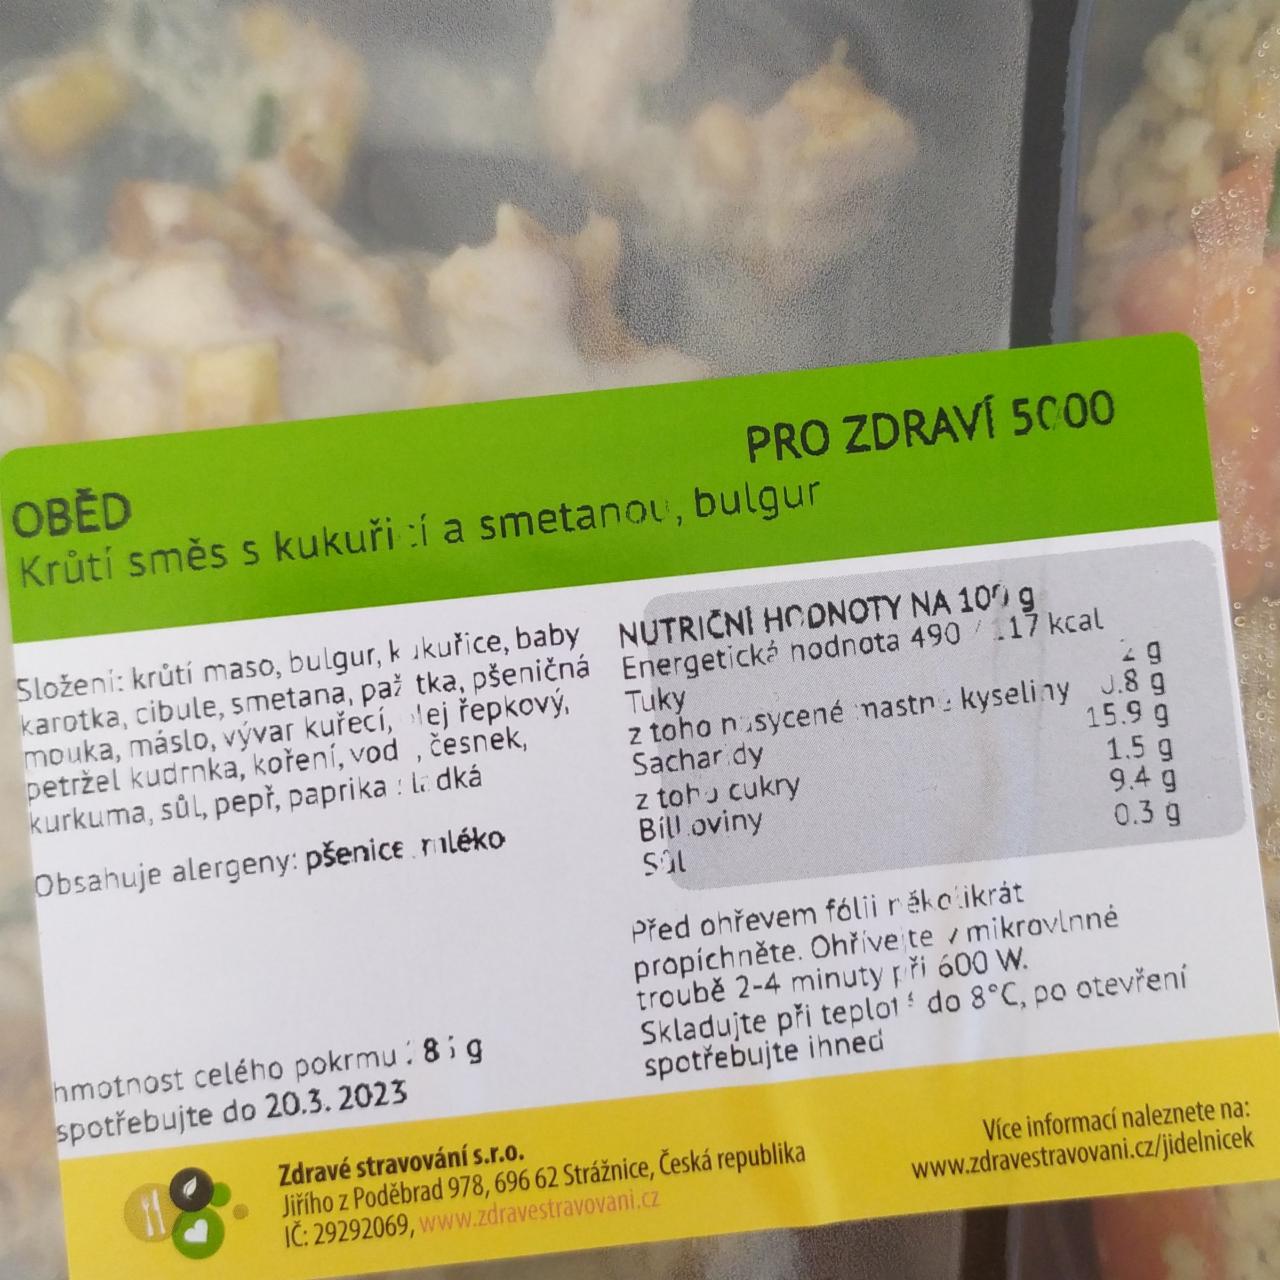 PRO ZDRAVÍ 5000
OBĚD
Krůtí směs s kukuřicí a smetanou, bulgur
Složení: krůtí maso, bulgur, kukuřice, baby
karotka, cibule, smetana, pažitka, pšeničná
mouka, máslo, vývar kuřecí, olej řepkový,
petržel kudrnka, koření, voda, česnek,
kurkuma, sůl, pepř, paprika sladká
Obsahuje alergeny: pšenice, mléko
hmotnost celého pokrmu:
spotřebujte do 20.3. 2023
NUTRIČNÍ HODNOTY NA 100 g
Energetická hodnota 490 / 117 kcal
Tuky g
z toho nasycené mastné kyseliny 0.8 g
Sacharidy 15.9 g
z toho cukry 1.5 g
Bílkoviny 9.4 g
Sůl 0.3 g
Před ohřevem fólii několikrát
propíchněte. Ohřívejte v mikrovlnné
troubě 2-4 minuty při 600 W.
Skladujte při teplotě do 8°C, po otevření
spotřebujte ihned
Zdravé stravování s.r.o.
Jiřího z Poděbrad 978, 696 62 Strážnice, Česká republika
IČ: 29292069, www.zdravestravovani.cz
Více informací naleznete na:
www.zdravestravovani.cz/jidelnicek